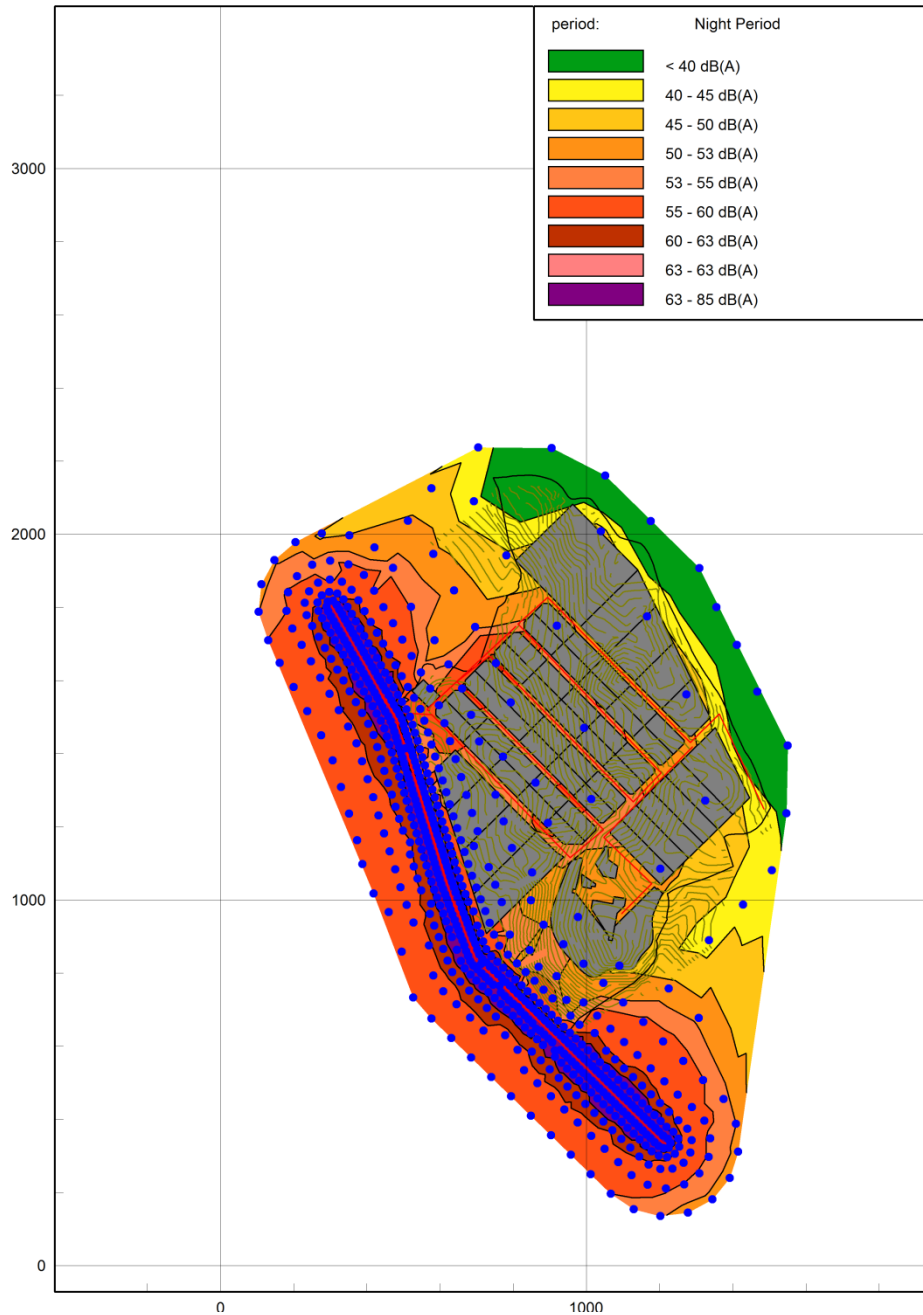 period: Night Period
< 40 dB(A)
40 - 45 dB(A)
45 - 50 dB(A)
50 - 53 dB(A)
53 - 55 dB(A)
55 - 60 dB(A)
60 - 63 dB(A)
63 - 63 dB(A)
63 - 85 dB(A)
3000
2000
1000
0
0 1000